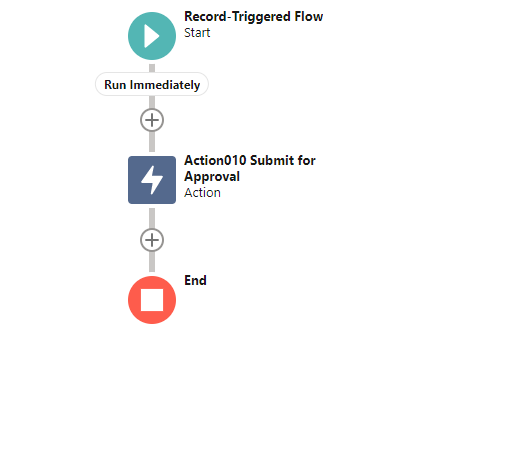 Record-Triggered Flow
Start
Run Immediately
Action010 Submit for
Approval
Action
End